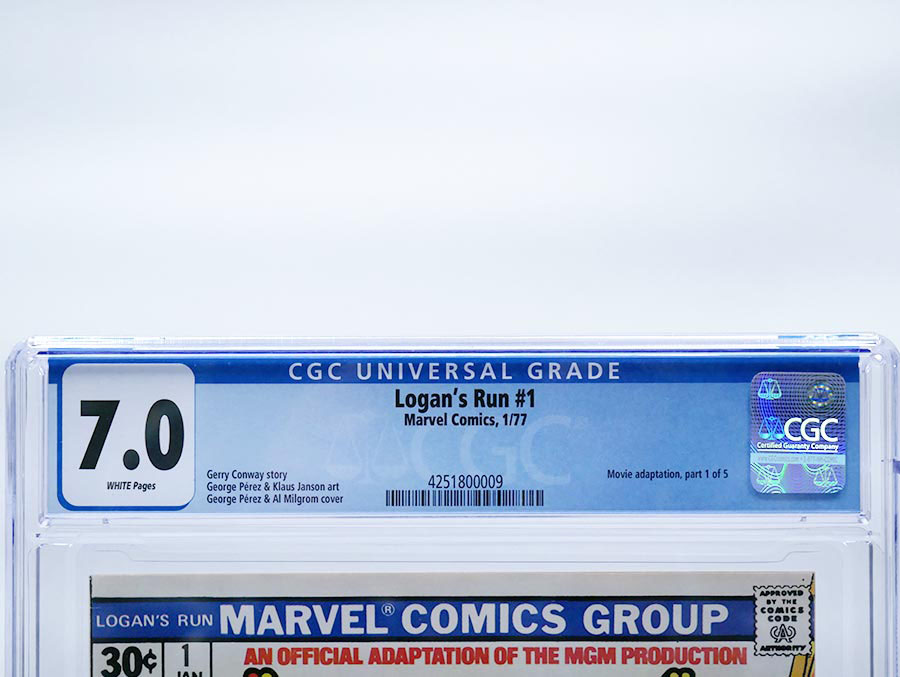 CGC UNIVERSAL GRADE
7.0
WHITE Pages
Logan's Run #1
Marvel Comics, 1/77
Gerry Conway story
George Pérez & Klaus Janson art
George Pérez & Al Milgrom cover
4251800009
Movie adaptation, part 1 of 5
CGC
CGC
Certified Guaranty Company
LOGAN'S RUN MARVEL® COMICS GROUP
APPROVED
BY THE
COMICS
CODE
AUTHORITY
30¢
1
JAN
AN OFFICIAL ADAPTATION OF THE MGM PRODUCTION